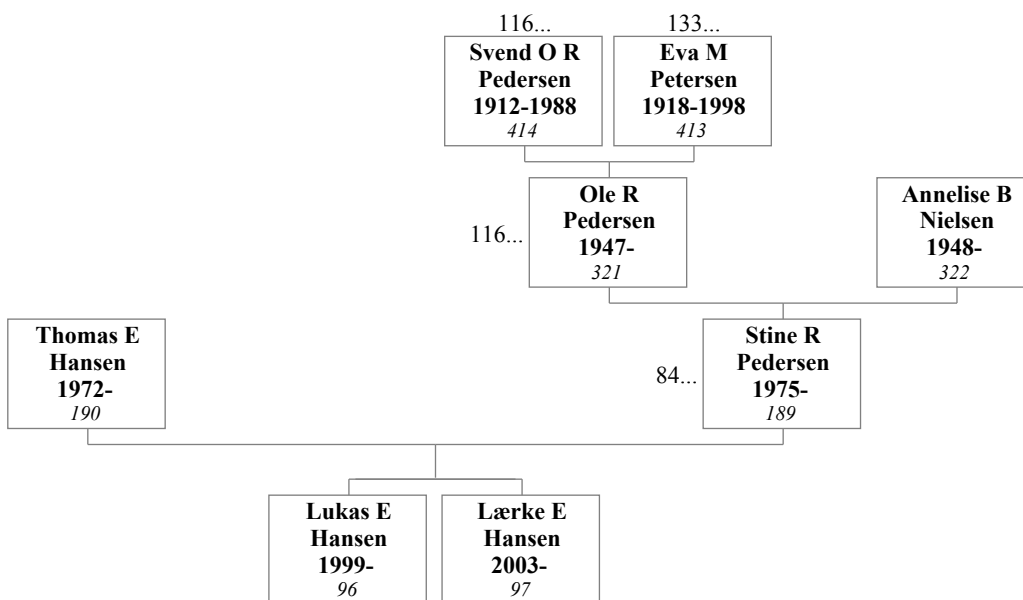 116...
133...
Svend O R
Pedersen
1912-1988
414
Eva M
Petersen
1918-1998
413
116...
Ole R
Pedersen
1947-
321
Annelise B
Nielsen
1948-
322
Thomas E
Hansen
1972-
190
84...
Stine R
Pedersen
1975-
189
Lukas E
Hansen
1999-
96
Lærke E
Hansen
2003-
97